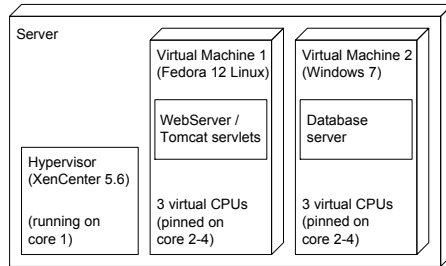 Server
Virtual Machine 1
(Fedora 12 Linux)
WebServer /
Tomcat servlets
3 virtual CPUs
(pinned on
core 2-4)
Virtual Machine 2
(Windows 7)
Database
server
3 virtual CPUs
(pinned on
core 2-4)
Hypervisor
(XenCenter 5.6)
(running on
core 1)